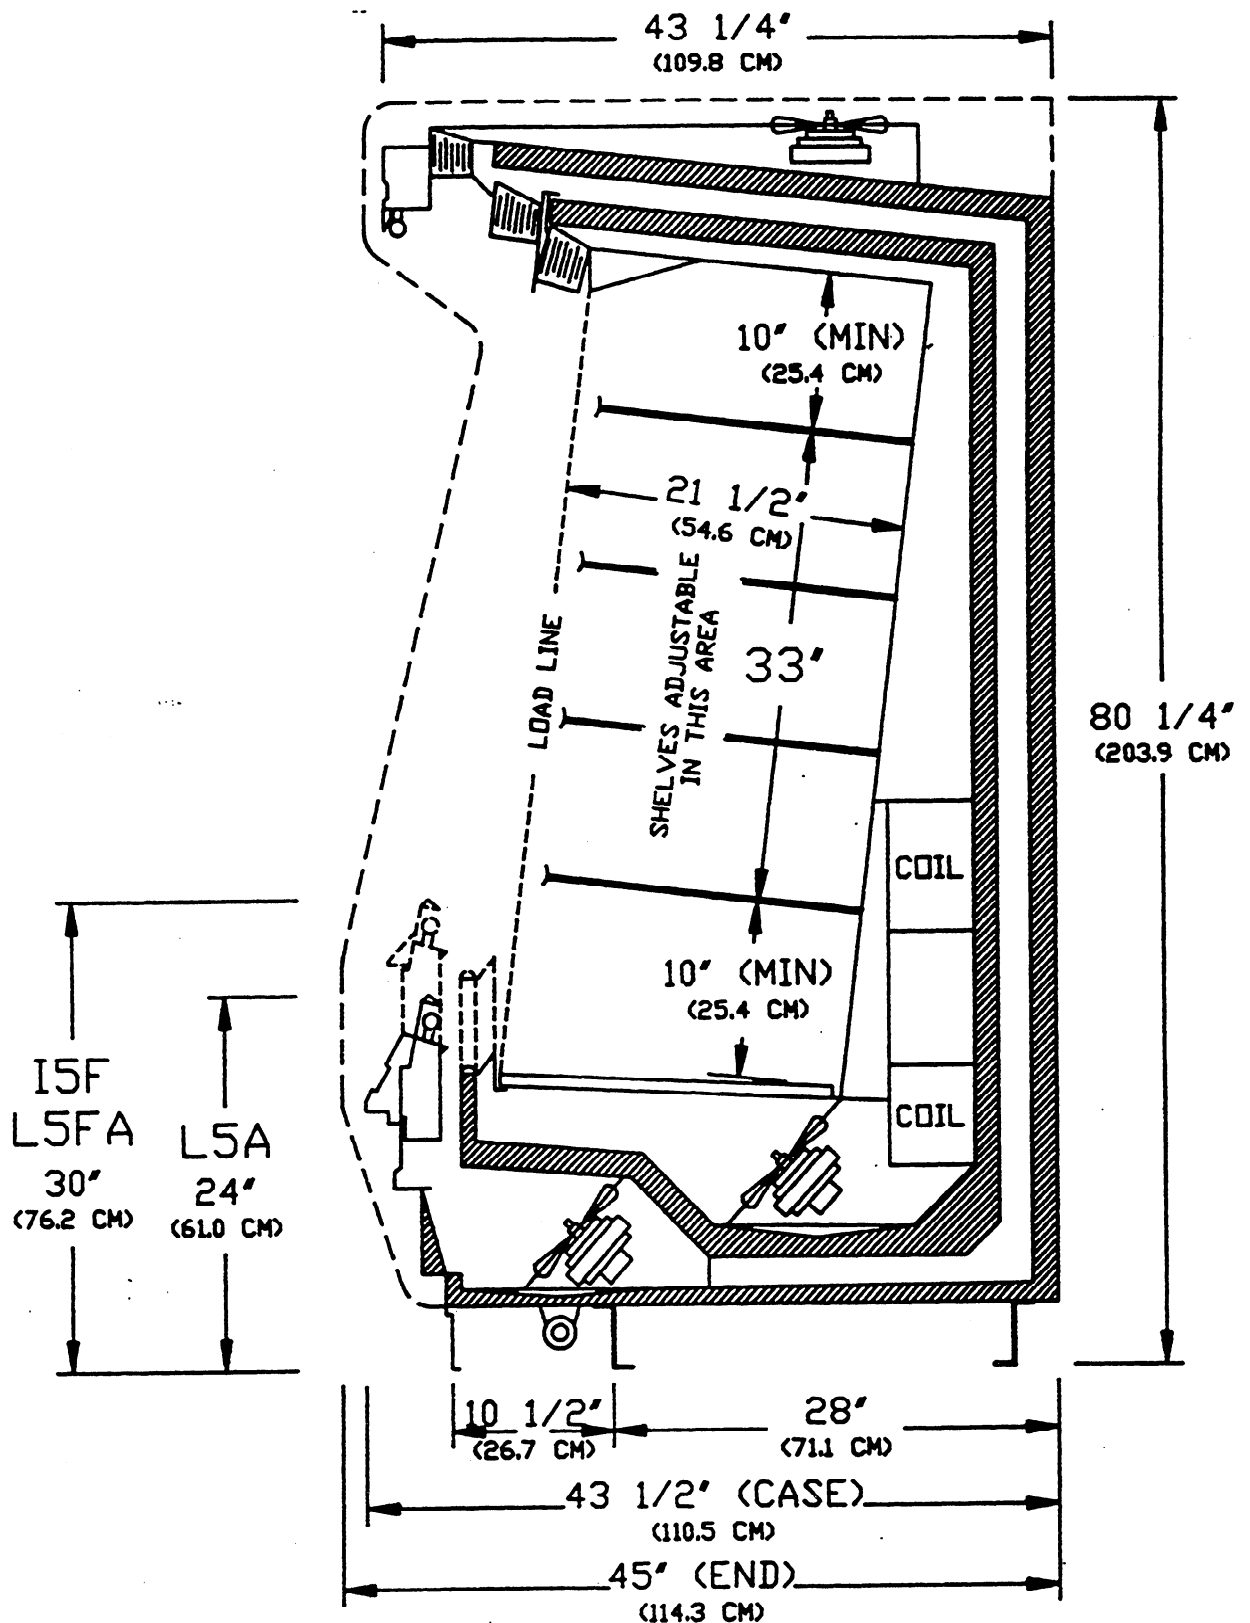 43 1/4"
(109.8 CM)
10" (MIN)
(25.4 CM)
21 1/2"
(54.6 CM)
LOAD LINE
SHELVES ADJUSTABLE
IN THIS AREA
33"
80 1/4"
(203.9 CM)
COIL
10" (MIN)
(25.4 CM)
COIL
I5F
L5FA
30"
(76.2 CM)
L5A
24"
(61.0 CM)
10 1/2"
(26.7 CM)
28"
(71.1 CM)
43 1/2" (CASE)
(110.5 CM)
45" (END)
(114.3 CM)